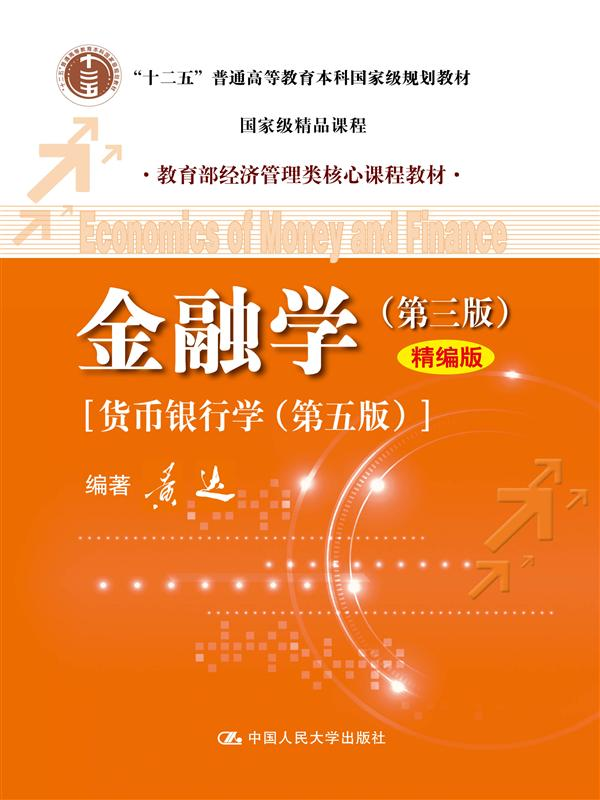 “十二五”普通高等教育本科国家级规划教材
国家级精品课程
·教育部经济管理类核心课程教材·
Economics of Money and Finance
金融学（第三版）
精编版
［货币银行学（第五版）］
编著 黄达
中国人民大学出版社